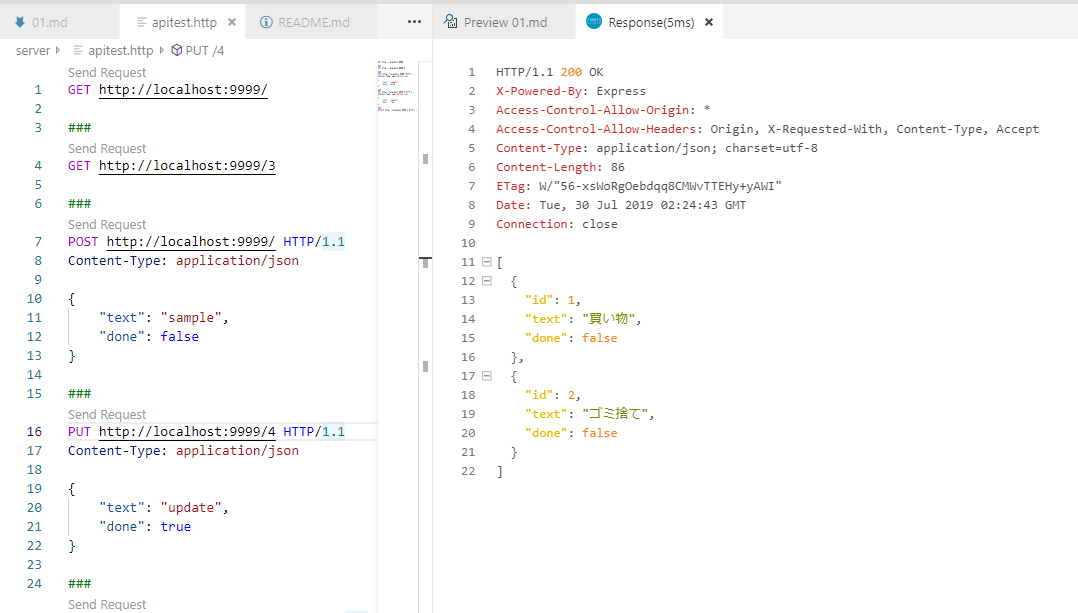 01.md
apitest.http ×
README.md
...
Preview 01.md
Response(5ms) ×
server apitest.http PUT /4
Send Request
1 GET http://localhost:9999/
2
3 ###
Send Request
4 GET http://localhost:9999/3
5
6 ###
Send Request
7 POST http://localhost:9999/ HTTP/1.1
8 Content-Type: application/json
9
10 {
11 "text": "sample",
12 "done": false
13 }
14
15 ###
Send Request
16 PUT http://localhost:9999/4 HTTP/1.1
17 Content-Type: application/json
18
19 {
20 "text": "update",
21 "done": true
22 }
23
24 ###
Send Request
1 HTTP/1.1 200 OK
2 X-Powered-By: Express
3 Access-Control-Allow-Origin: *
4 Access-Control-Allow-Headers: Origin, X-Requested-With, Content-Type, Accept
5 Content-Type: application/json; charset=utf-8
6 Content-Length: 86
7 ETag: W/"56-xsWoRgOebdqq8CMWvTTEHy+yAWI"
8 Date: Tue, 30 Jul 2019 02:24:43 GMT
9 Connection: close
10
11 [
12 {
13 "id": 1,
14 "text": "買い物",
15 "done": false
16 },
17 {
18 "id": 2,
19 "text": "ゴミ捨て",
20 "done": false
21 }
22 ]